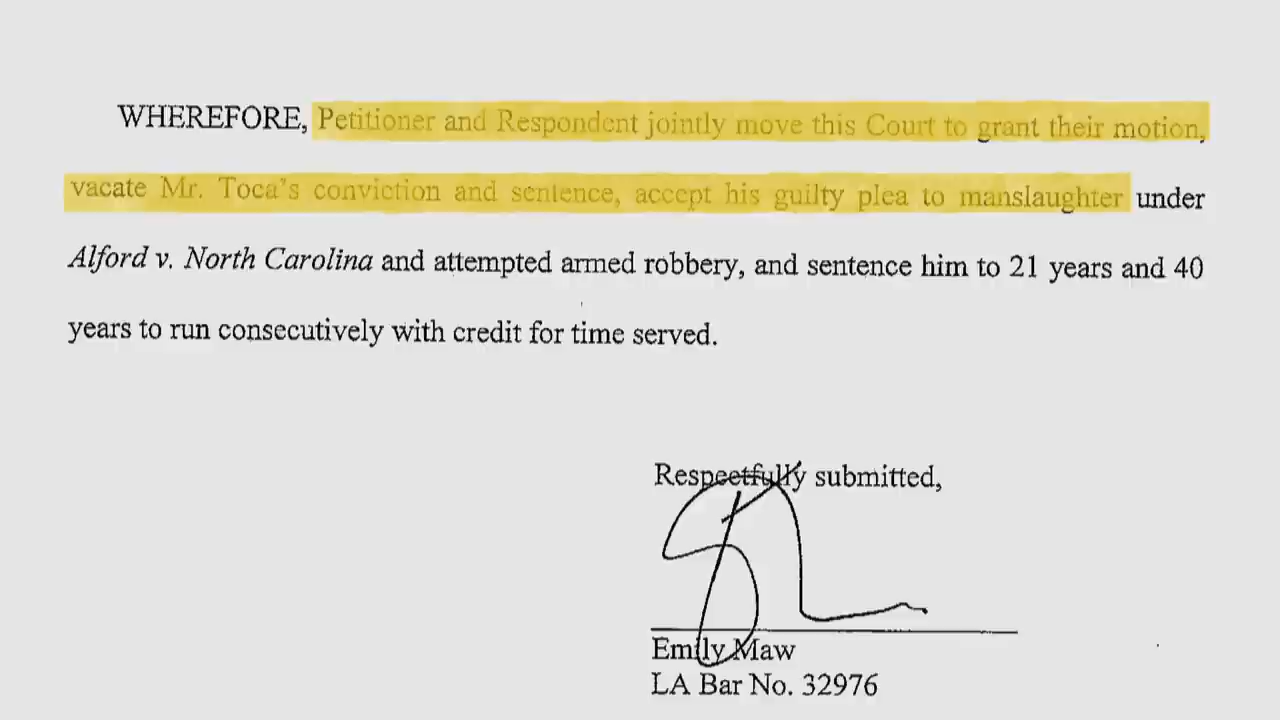 WHEREFORE, Petitioner and Respondent jointly move this Court to grant their motion,
vacate Mr. Toca's conviction and sentence, accept his guilty plea to manslaughter under
Alford v. North Carolina and attempted armed robbery, and sentence him to 21 years and 40
years to run consecutively with credit for time served.
Respectfully submitted,
Emily Maw
LA Bar No. 32976